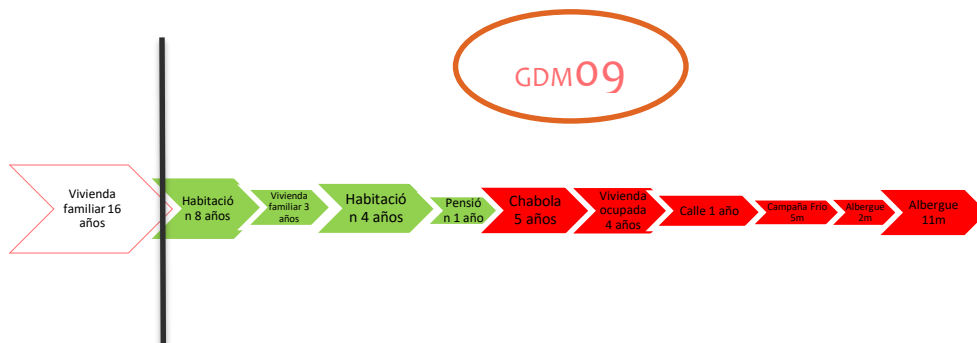 GDM09
Vivienda
familiar 16
años
Habitació
n 8 años
Vivienda
familiar 3
años
Habitació
n 4 años
Pensió
n 1 año
Chabola
5 años
Vivienda
ocupada
4 años
Calle 1 año
Campaña Frío
5m
Albergue
2m
Albergue
11m